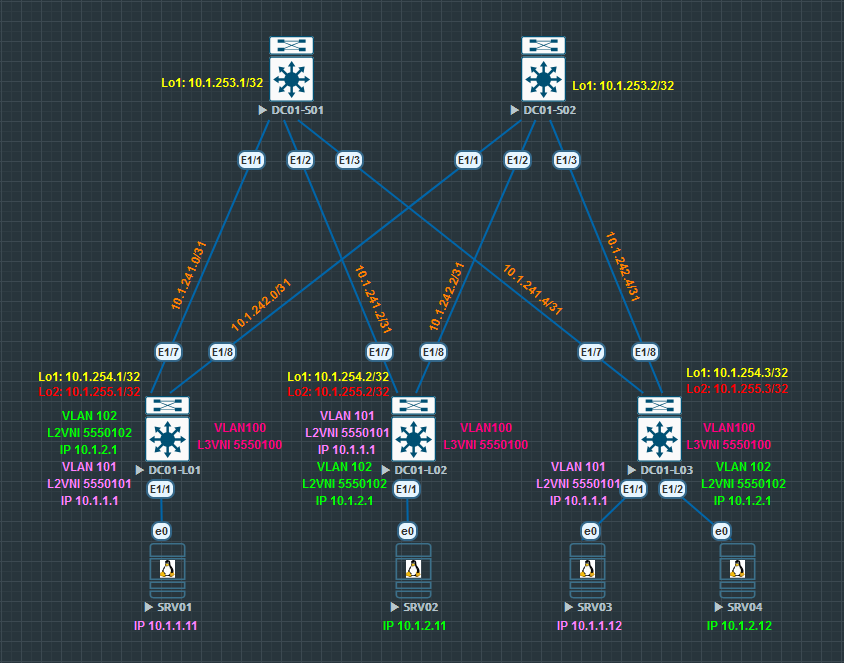 Lo1: 10.1.253.1/32
DC01-S01
Lo1: 10.1.253.2/32
DC01-S02
E1/1
E1/2
E1/3
E1/1
E1/2
E1/3
10.1.241.0/31
10.1.242.0/31
10.1.241.2/31
10.1.242.2/31
10.1.241.4/31
10.1.242.4/31
E1/7
E1/8
E1/7
E1/8
E1/7
E1/8
Lo1: 10.1.254.1/32
Lo2: 10.1.255.1/32
VLAN 102
L2VNI 5550102
IP 10.1.2.1
VLAN 101
L2VNI 5550101
IP 10.1.1.1
VLAN100
L3VNI 5550100
DC01-L01
E1/1
Lo1: 10.1.254.2/32
Lo2: 10.1.255.2/32
VLAN 101
L2VNI 5550101
IP 10.1.1.1
VLAN 102
L2VNI 5550102
IP 10.1.2.1
VLAN100
L3VNI 5550100
DC01-L02
E1/1
Lo1: 10.1.254.3/32
Lo2: 10.1.255.3/32
VLAN100
L3VNI 5550100
DC01-L03
VLAN 101
L2VNI 5550101
IP 10.1.1.1
VLAN 102
L2VNI 5550102
IP 10.1.2.1
E1/1
E1/2
e0
e0
e0
e0
SRV01
IP 10.1.1.11
SRV02
IP 10.1.2.11
SRV03
IP 10.1.1.12
SRV04
IP 10.1.2.12